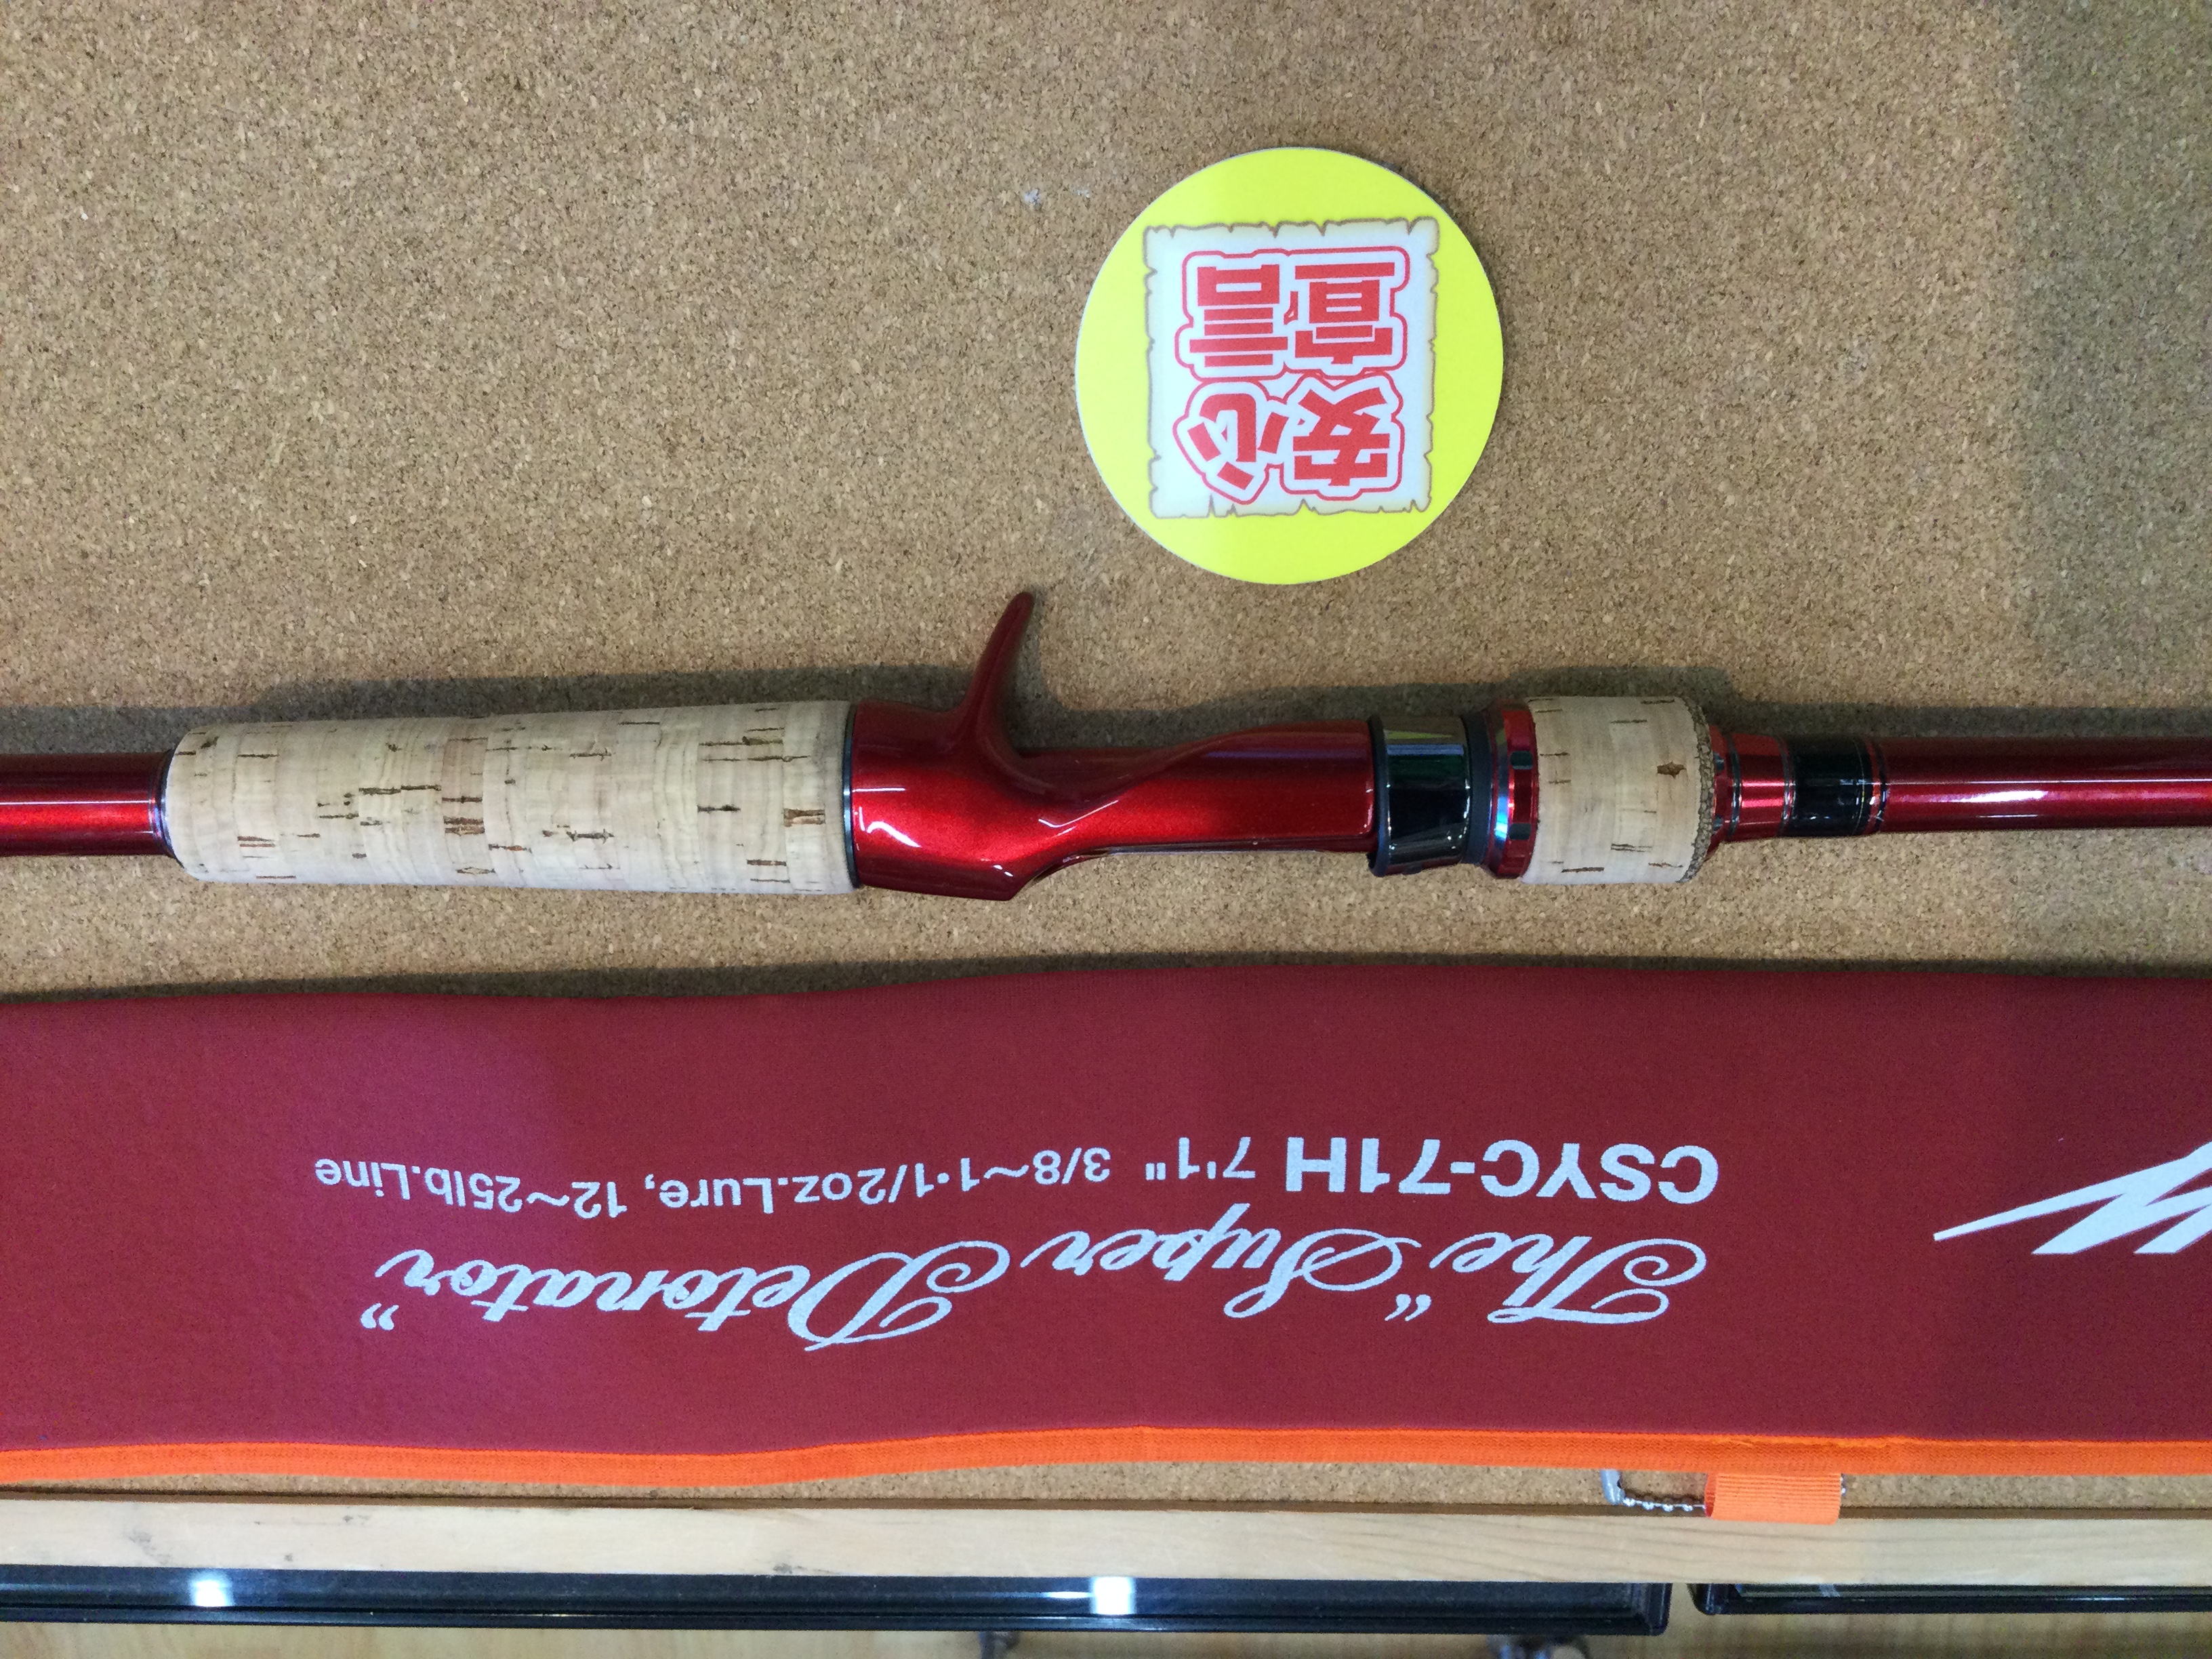 The "Super Detonator"
CSYC-71H 7'1" 3/8~1・1/2oz.Lure, 12~25lb.Line
安心
宣言